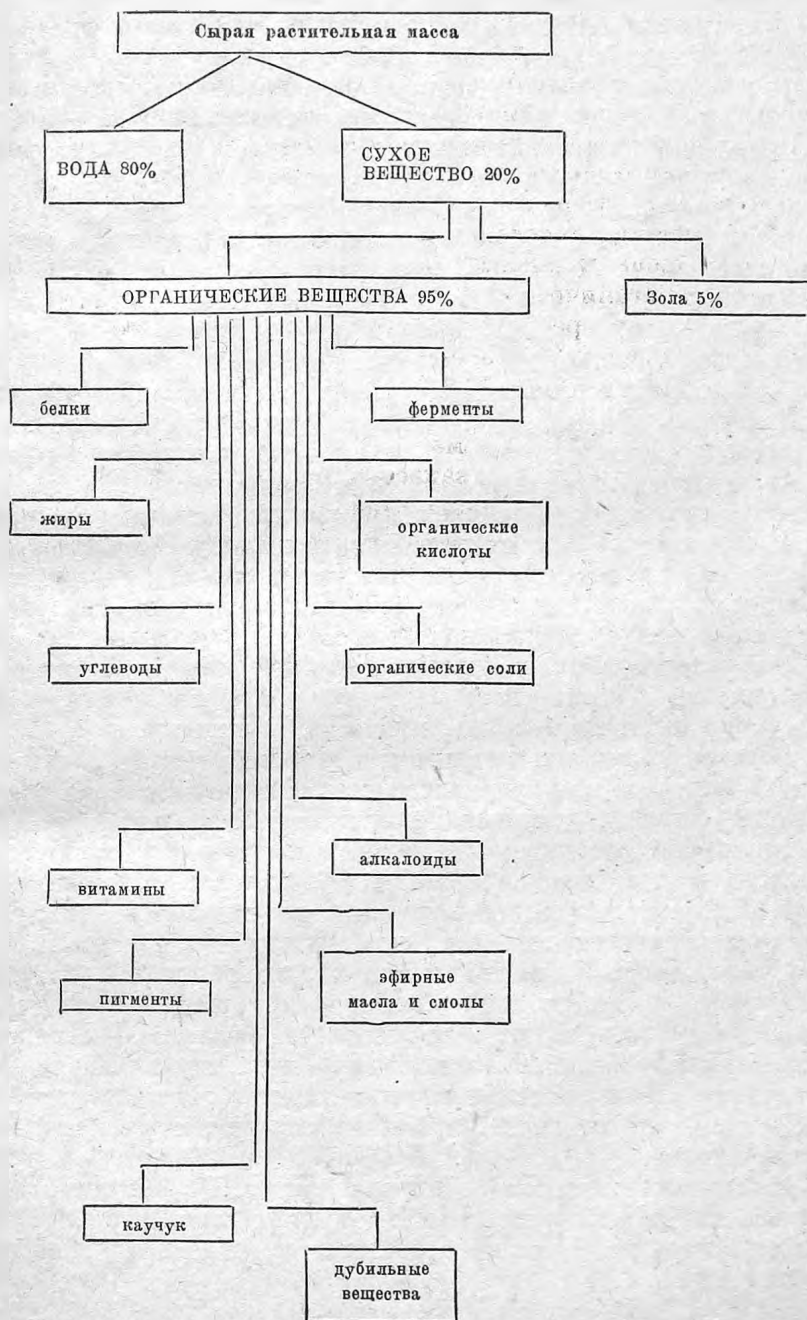 Сырая растительная масса
ВОДА 80%
СУХОЕ
ВЕЩЕСТВО 20%
ОРГАНИЧЕСКИЕ ВЕЩЕСТВА 95%
Зола 5%
белки
ферменты
жиры
органические
кислоты
углеводы
органические соли
алкалоиды
витамины
эфирные
масла и смолы
пигменты
каучук
дубильные
вещества